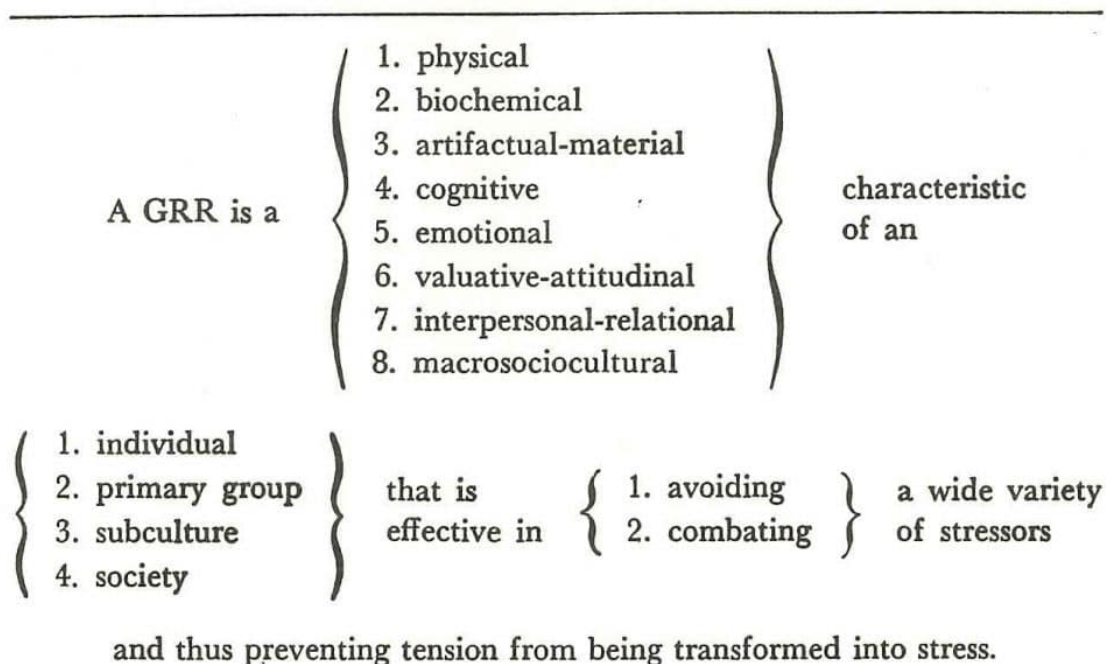 1. physical
2. biochemical
3. artifactual-material
A GRR is a
4. cognitive
5. emotional
6. valuative-attitudinal
7. interpersonal-relational
8. macrosociocultural
characteristic
of an
1. individual
2. primary group
3. subculture
4. society
that is
effective in
1. avoiding
2. combating
a wide variety
of stressors
and thus preventing tension from being transformed into stress.